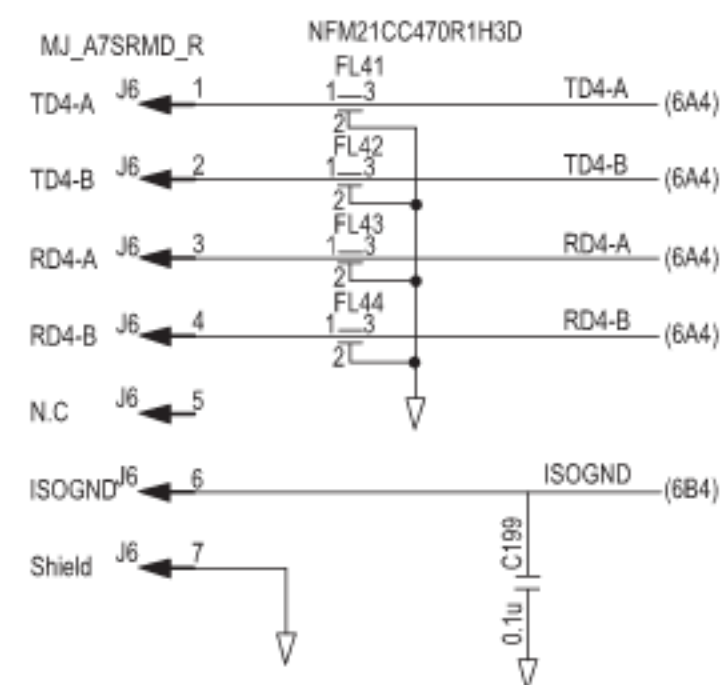 NFM21CC470R1H3D
MJ_A7SRMD_R
FL41
TD4-A J6 1 1 3 TD4-A (6A4)
2
FL42
TD4-B J6 2 1 3 TD4-B (6A4)
2
FL43
RD4-A J6 3 1 3 RD4-A (6A4)
2
FL44
RD4-B J6 4 1 3 RD4-B (6A4)
2
N.C J6 5
ISOGND J6 6 ISOGND (6B4)
Shield J6 7
C199
0.1u